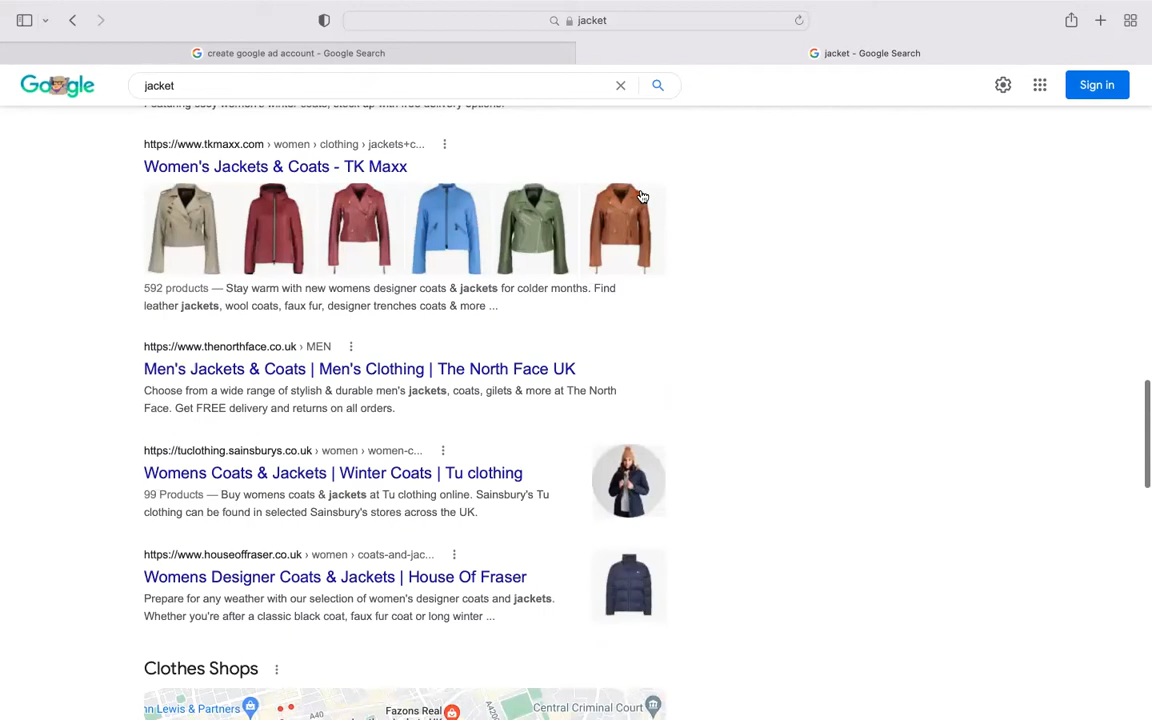 jacket
create google ad account - Google Search
jacket - Google Search
Google
jacket
Sign in
https://www.tkmaxx.com › women › clothing › jackets+c...
Women's Jackets & Coats - TK Maxx
592 products — Stay warm with new womens designer coats & jackets for colder months. Find
leather jackets, wool coats, faux fur, designer trenches coats & more ...
https://www.thenorthface.co.uk › MEN
Men's Jackets & Coats | Men's Clothing | The North Face UK
Choose from a wide range of stylish & durable men's jackets, coats, gilets & more at The North
Face. Get FREE delivery and returns on all orders.
https://tuclothing.sainsburys.co.uk › women › women-c...
Womens Coats & Jackets | Winter Coats | Tu clothing
99 Products — Buy womens coats & jackets at Tu clothing online. Sainsbury's Tu
clothing can be found in selected Sainsbury's stores across the UK.
https://www.houseoffraser.co.uk › women › coats-and-jac...
Womens Designer Coats & Jackets | House Of Fraser
Prepare for any weather with our selection of women's designer coats and jackets.
Whether you're after a classic black coat, faux fur coat or long winter ...
Clothes Shops
hn Lewis & Partners
A40
Fazons Real
A4208
Central Criminal Court